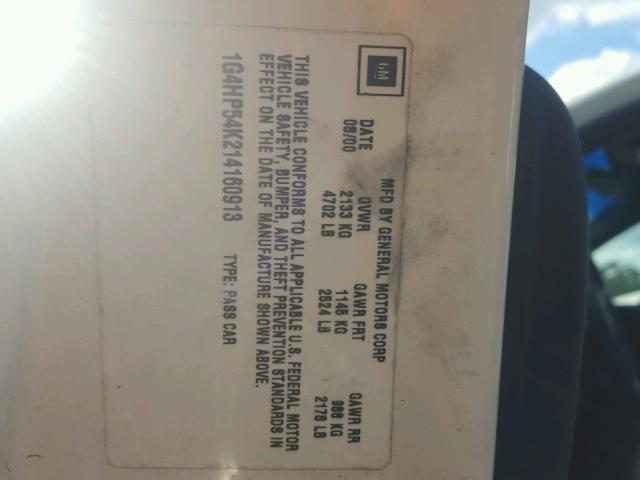 GM
MFD BY GENERAL MOTORS CORP
DATE GVWR GAWR FRT GAWR RR
08/00 2133 KG 1145 KG 988 KG
4702 LB 2524 LB 2178 LB
THIS VEHICLE CONFORMS TO ALL APPLICABLE U.S. FEDERAL MOTOR
VEHICLE SAFETY, BUMPER, AND THEFT PREVENTION STANDARDS IN
EFFECT ON THE DATE OF MANUFACTURE SHOWN ABOVE.
1G4HP54K214160913 TYPE: PASS CAR